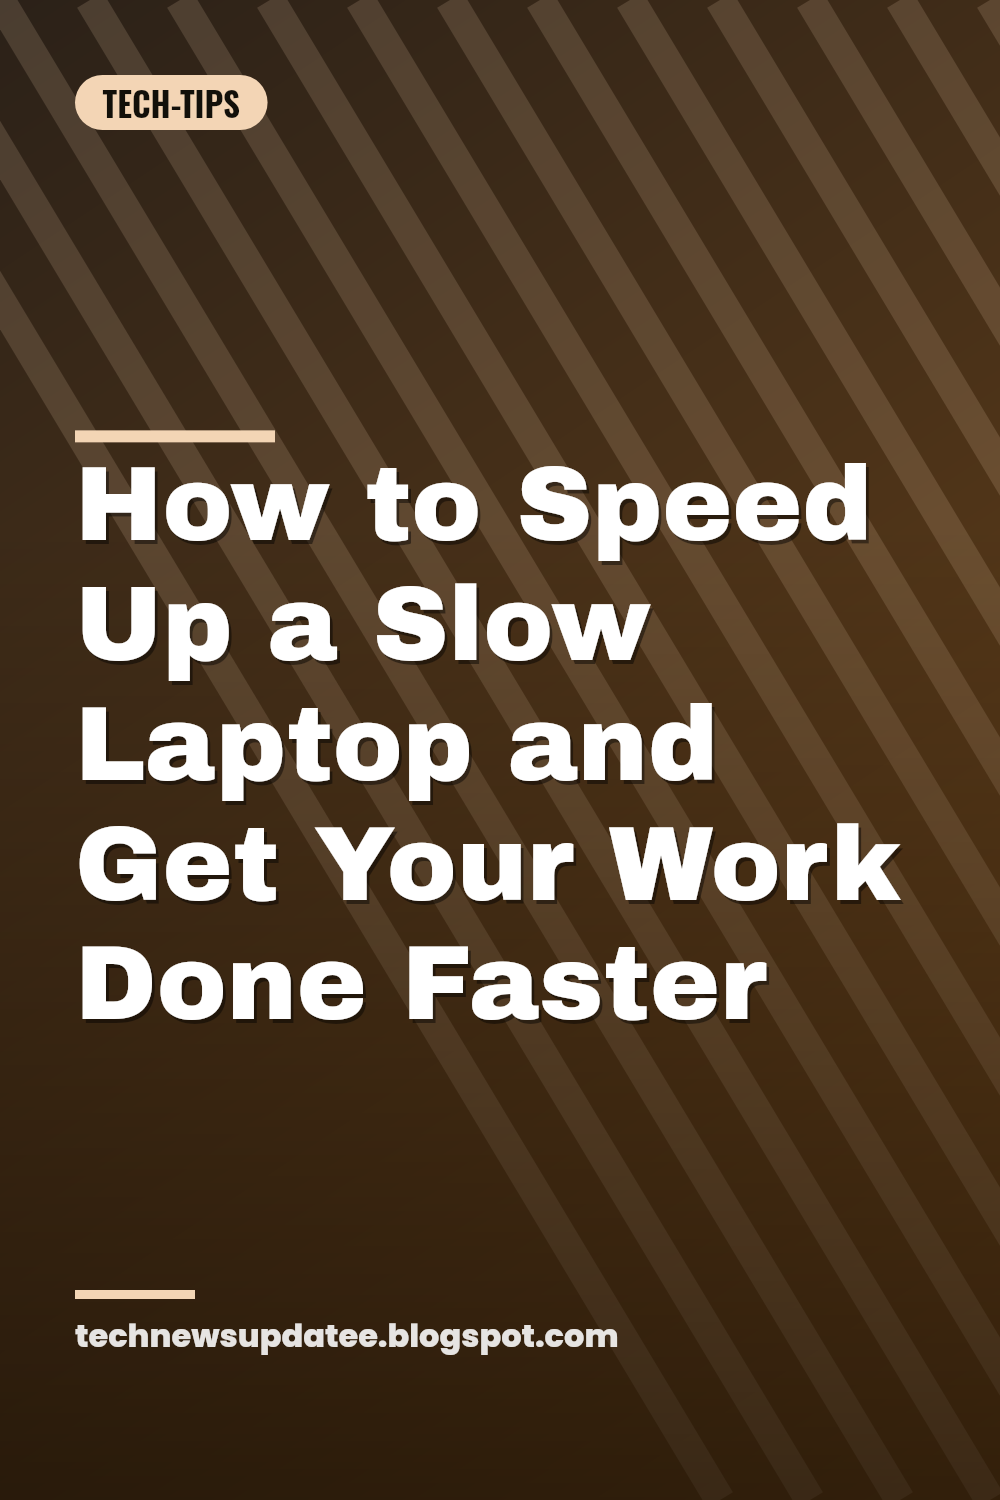 TECH-TIPS
How to Speed
Up a Slow
Laptop and
Get Your Work
Done Faster
technewsupdatee.blogspot.com